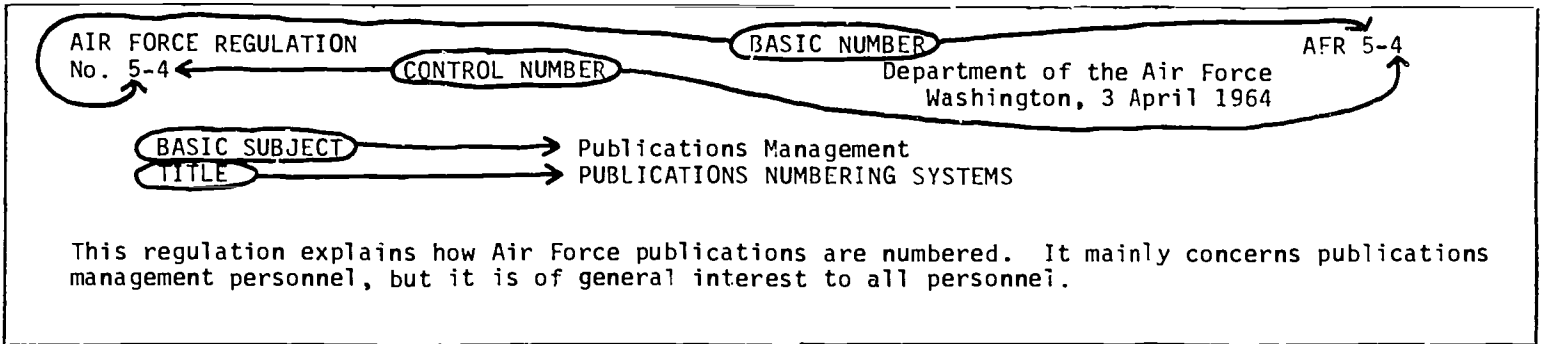 AIR FORCE REGULATION BASIC NUMBER AFR 5-4
No. 5-4 CONTROL NUMBER Department of the Air Force
Washington, 3 April 1964
BASIC SUBJECT Publications Management
TITLE PUBLICATIONS NUMBERING SYSTEMS
This regulation explains how Air Force publications are numbered. It mainly concerns publications
management personnel, but it is of general interest to all personnel.